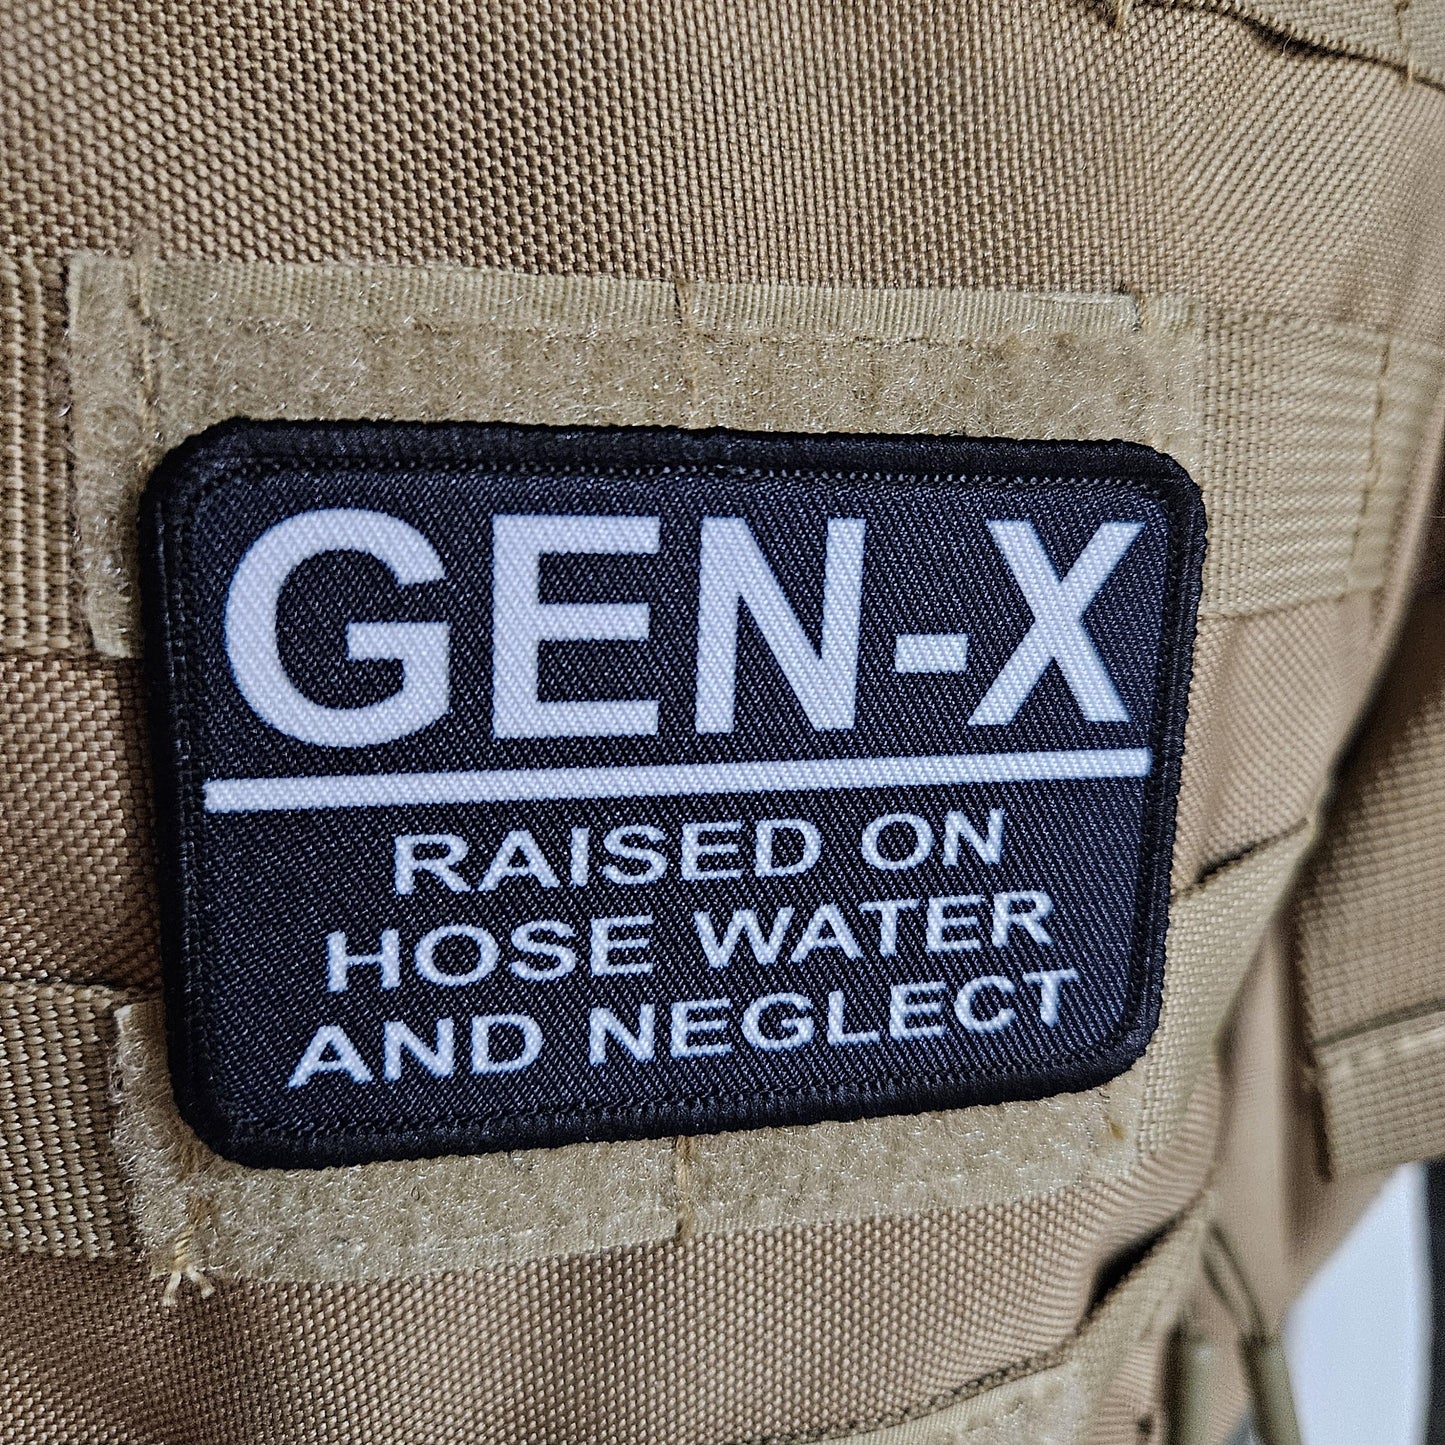 GEN-X
RAISED ON
HOSE WATER
AND NEGLECT